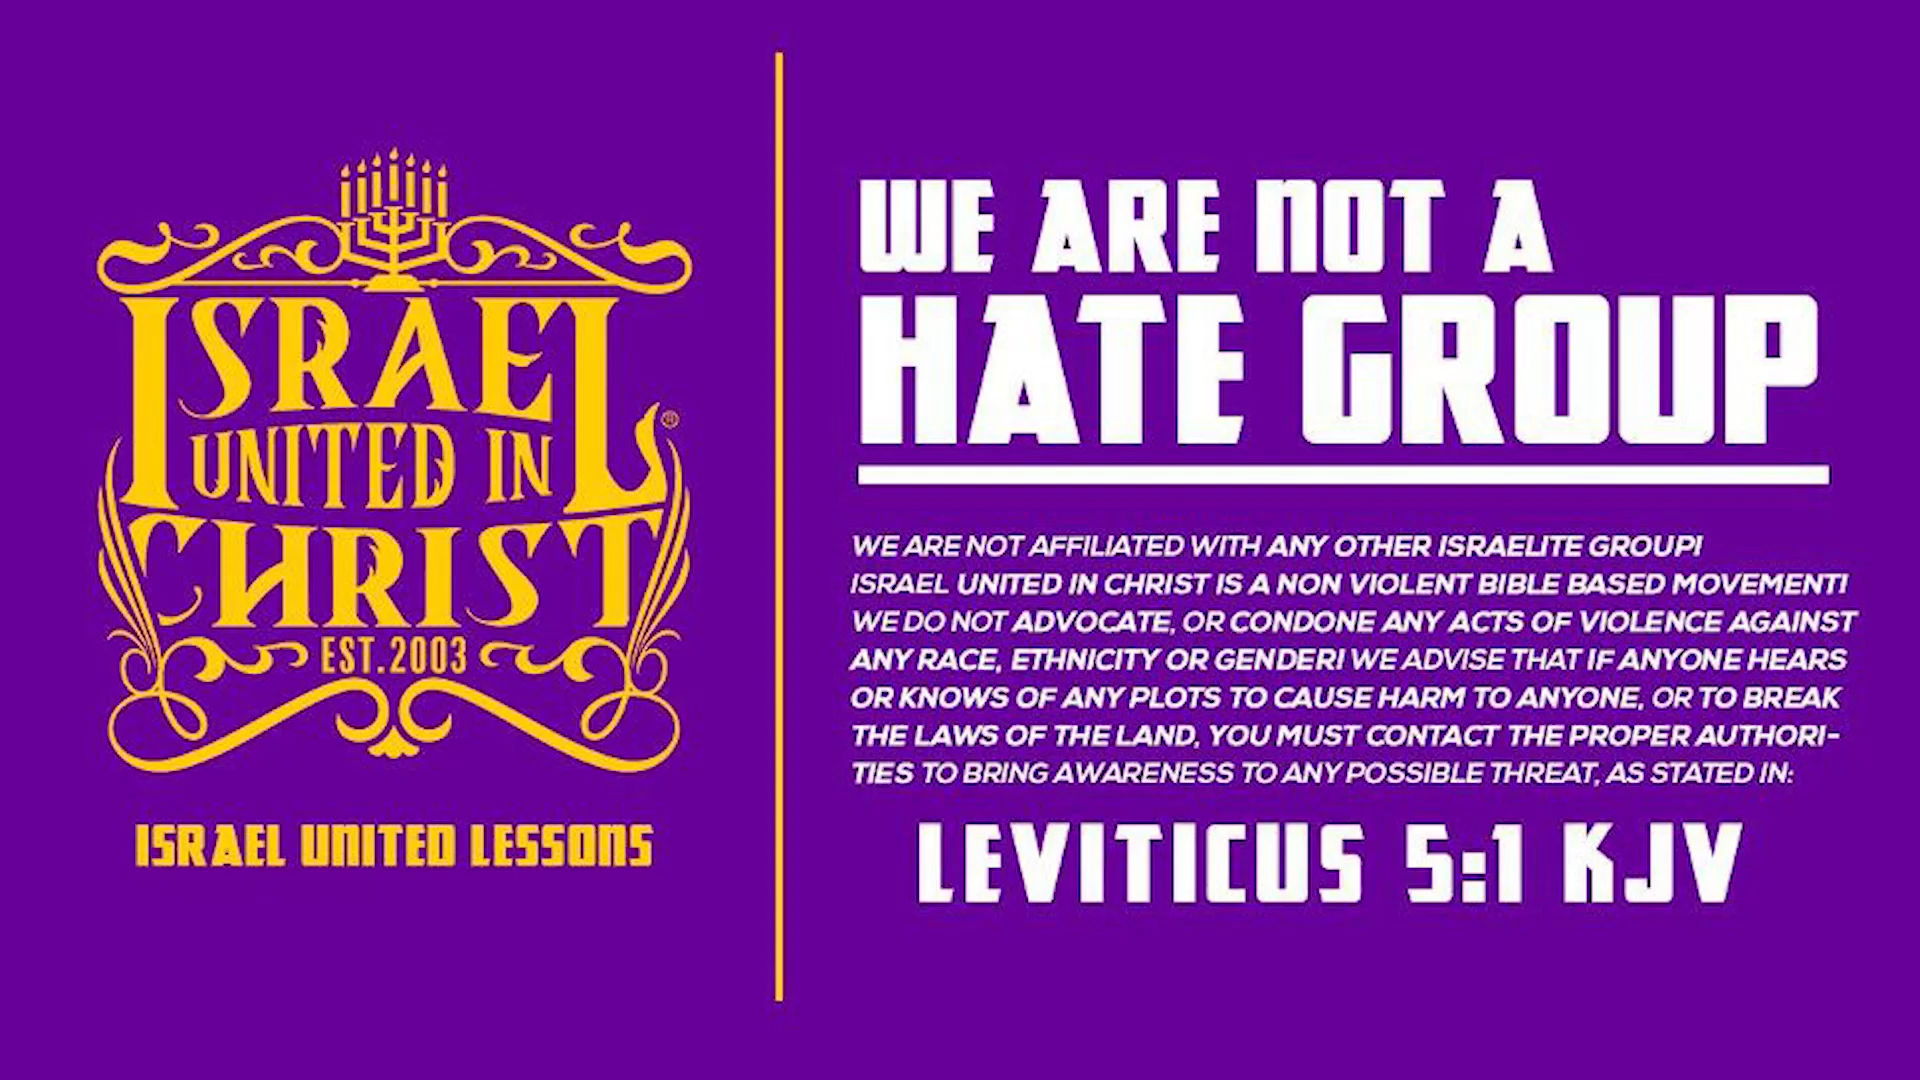 ISRAEL
UNITED IN
CHRIST
®
EST.2003
ISRAEL UNITED LESSONS
WE ARE NOT A
HATE GROUP
WE ARE NOT AFFILIATED WITH ANY OTHER ISRAELITE GROUP!
ISRAEL UNITED IN CHRIST IS A NON VIOLENT BIBLE BASED MOVEMENT!
WE DO NOT ADVOCATE, OR CONDONE ANY ACTS OF VIOLENCE AGAINST
ANY RACE, ETHNICITY OR GENDER! WE ADVISE THAT IF ANYONE HEARS
OR KNOWS OF ANY PLOTS TO CAUSE HARM TO ANYONE, OR TO BREAK
THE LAWS OF THE LAND, YOU MUST CONTACT THE PROPER AUTHORI-
TIES TO BRING AWARENESS TO ANY POSSIBLE THREAT, AS STATED IN:
LEVITICUS 5:1 KJV